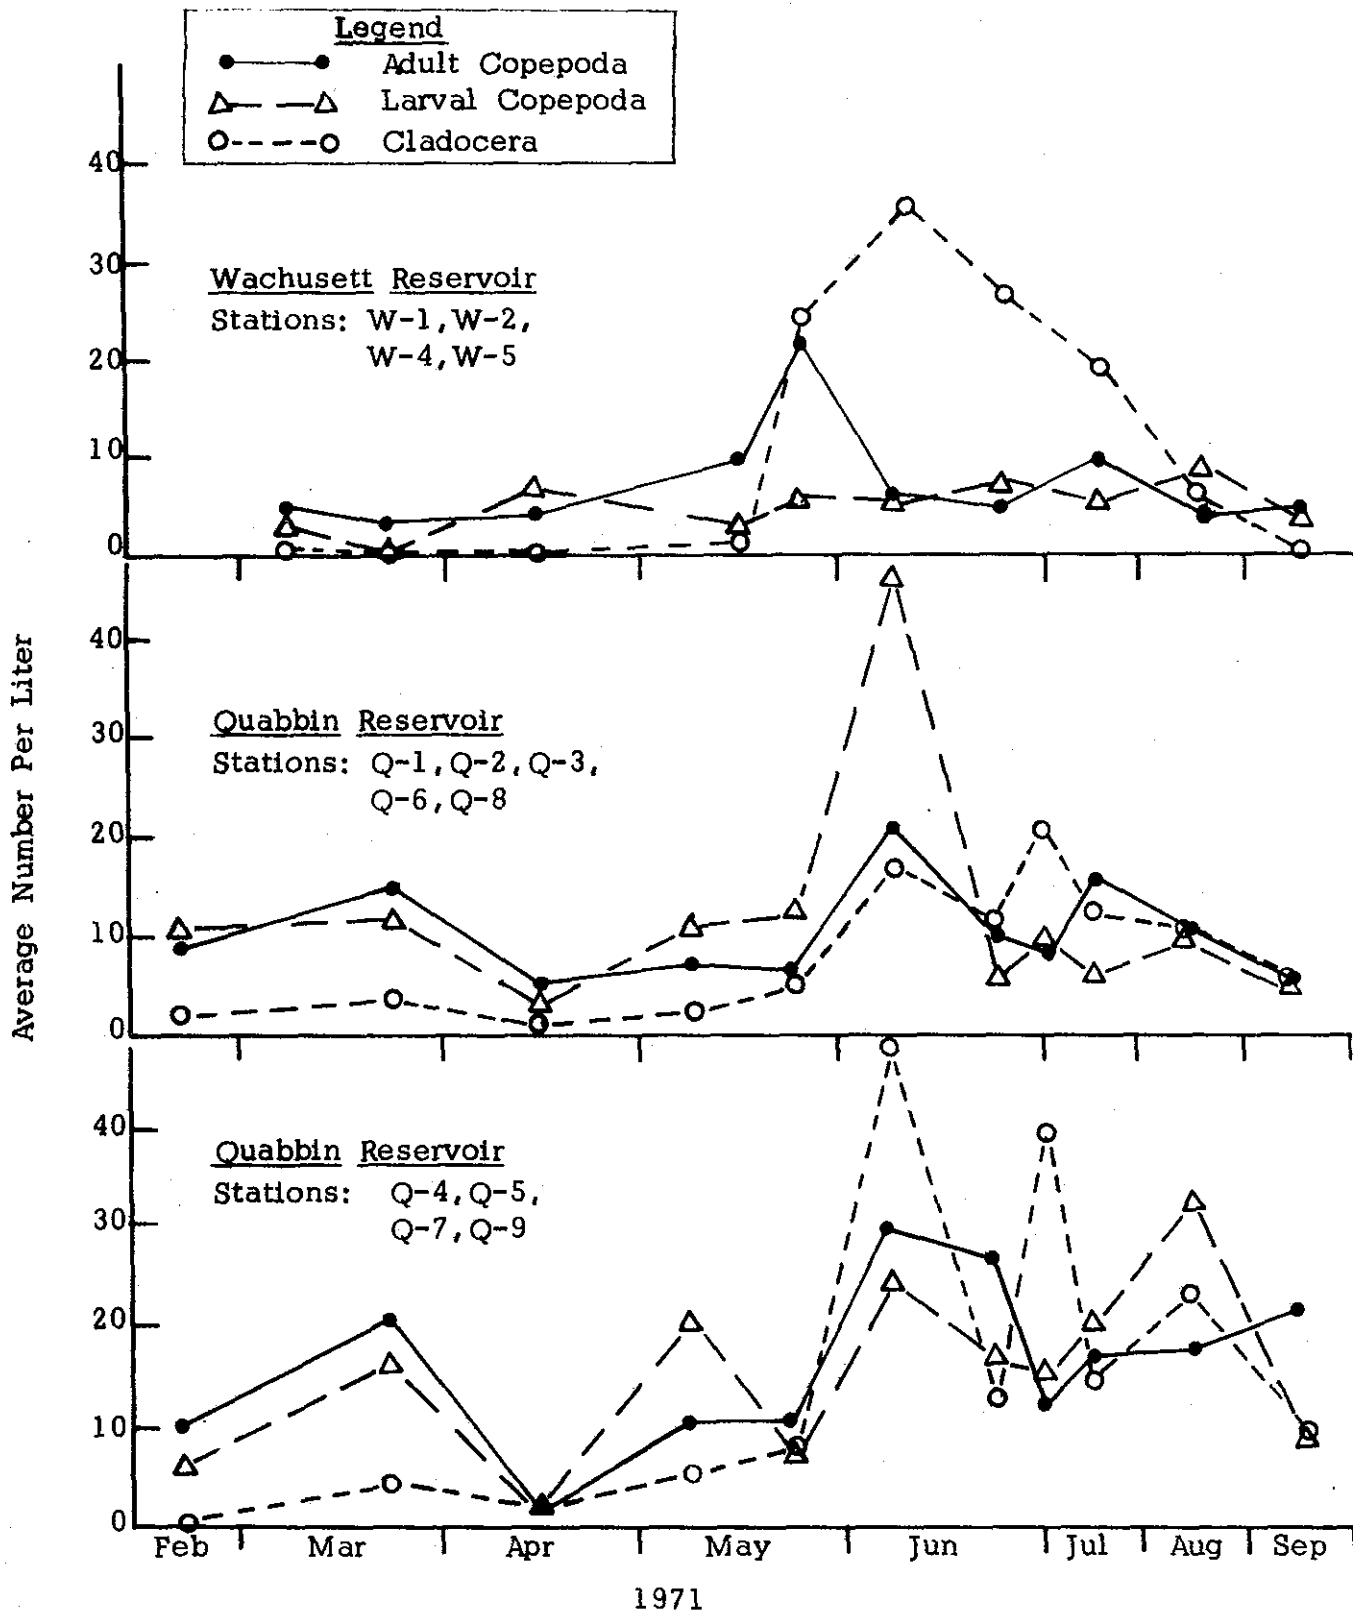 Legend
Adult Copepoda
Larval Copepoda
Cladocera
40
30
20
10
0
Wachusett Reservoir
Stations: W-1, W-2,
W-4, W-5
40
30
20
10
0
Quabbin Reservoir
Stations: Q-1, Q-2, Q-3,
Q-6, Q-8
40
30
20
10
0
Quabbin Reservoir
Stations: Q-4, Q-5,
Q-7, Q-9
Average Number Per Liter
Feb Mar Apr May Jun Jul Aug Sep
1971